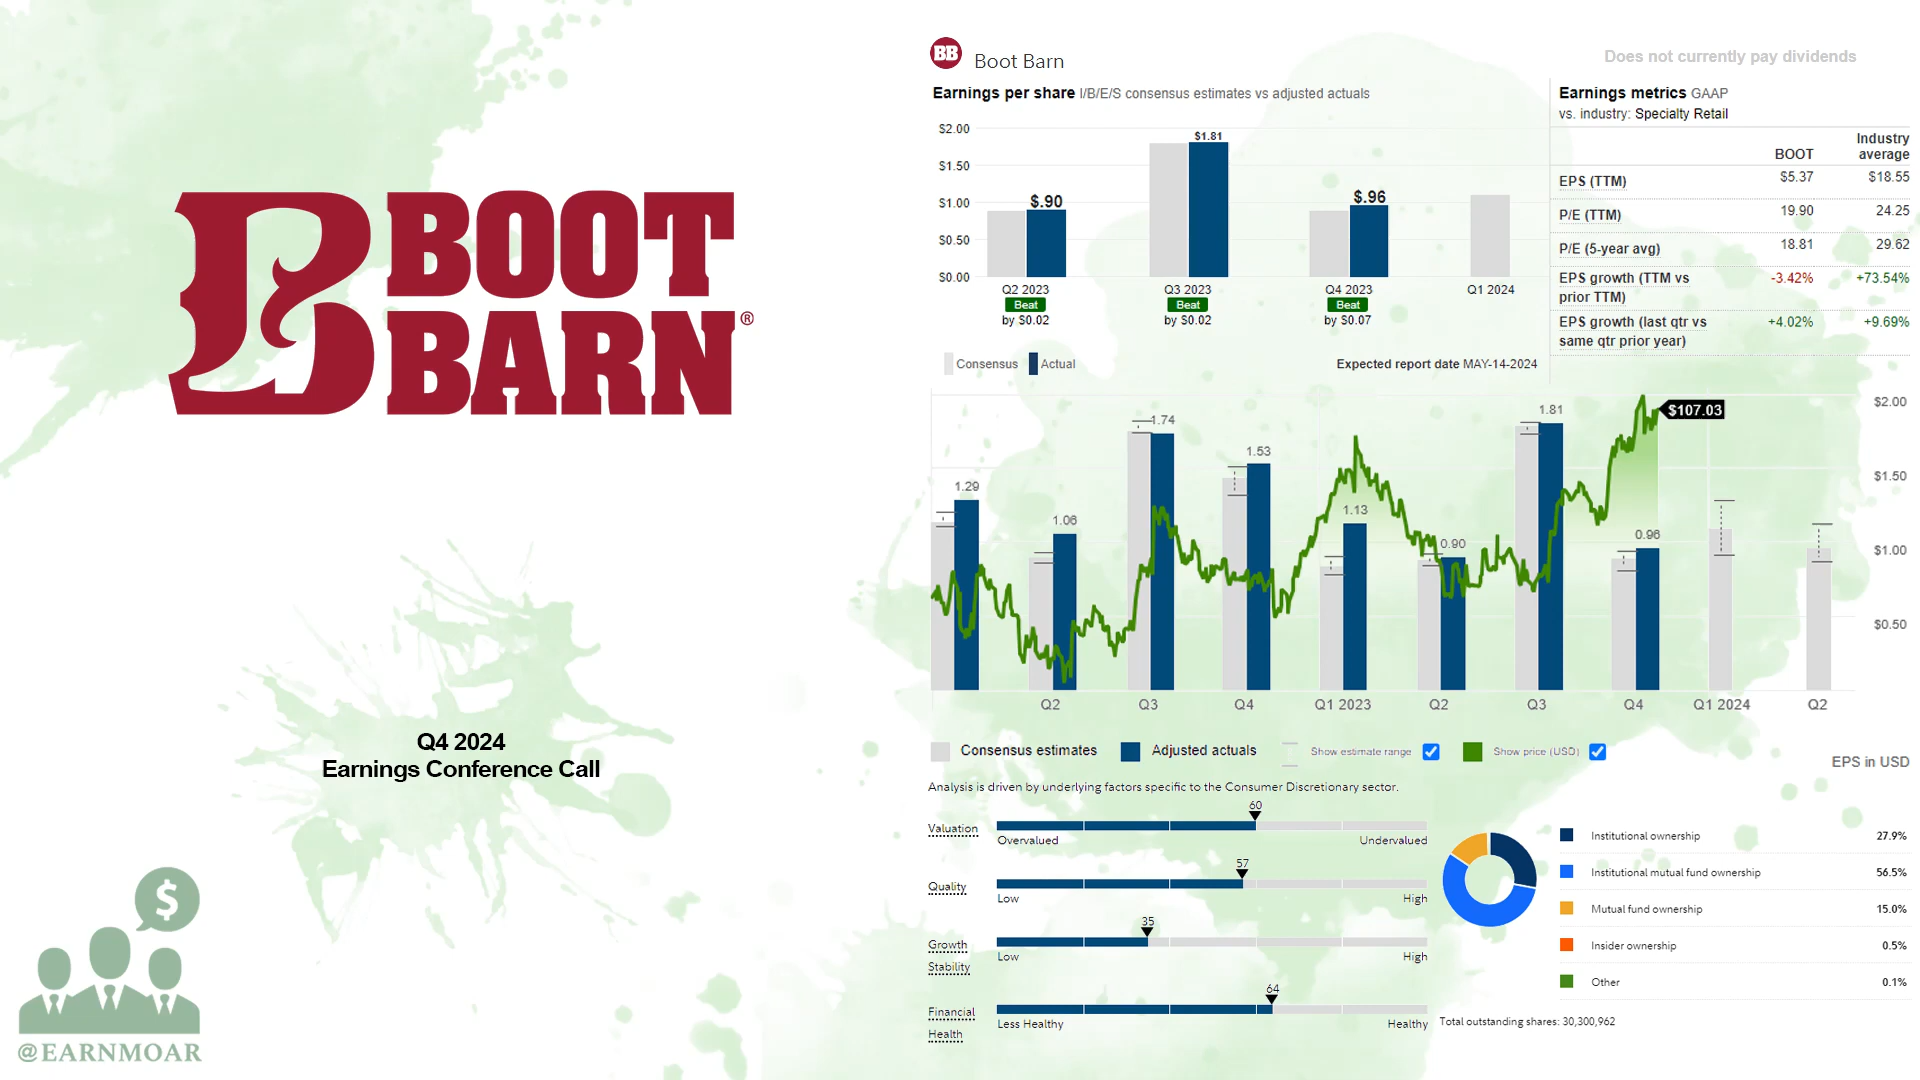 BOOT
BARN®
Q4 2024
Earnings Conference Call
$
@EARNMOAR
BB
Boot Barn
Does not currently pay dividends
Earnings per share I/B/E/S consensus estimates vs adjusted actuals
$2.00
$1.50
$1.00
$0.50
$0.00
$.90
$1.81
$.96
Q2 2023
Beat
by $0.02
Q3 2023
Beat
by $0.02
Q4 2023
Beat
by $0.07
Q1 2024
Consensus
Actual
Expected report date MAY-14-2024
Earnings metrics GAAP
vs. industry: Specialty Retail
BOOT
Industry
average
EPS (TTM) $5.37 $18.55
P/E (TTM) 19.90 24.25
P/E (5-year avg) 18.81 29.62
EPS growth (TTM vs
prior TTM) -3.42% +73.54%
EPS growth (last qtr vs
same qtr prior year) +4.02% +9.69%
1.29
1.06
1.74
1.53
1.13
0.90
1.81
0.96
$107.03
$2.00
$1.50
$1.00
$0.50
Q2
Q3
Q4
Q1 2023
Q2
Q3
Q4
Q1 2024
Q2
Consensus estimates
Adjusted actuals
Show estimate range
Show price (USD)
EPS in USD
Analysis is driven by underlying factors specific to the Consumer Discretionary sector.
Valuation
60
Overvalued
Undervalued
Quality
57
Low
High
Growth
Stability
35
Low
High
Financial
Health
64
Less Healthy
Healthy
Institutional ownership 27.9%
Institutional mutual fund ownership 56.5%
Mutual fund ownership 15.0%
Insider ownership 0.5%
Other 0.1%
Total outstanding shares: 30,300,962